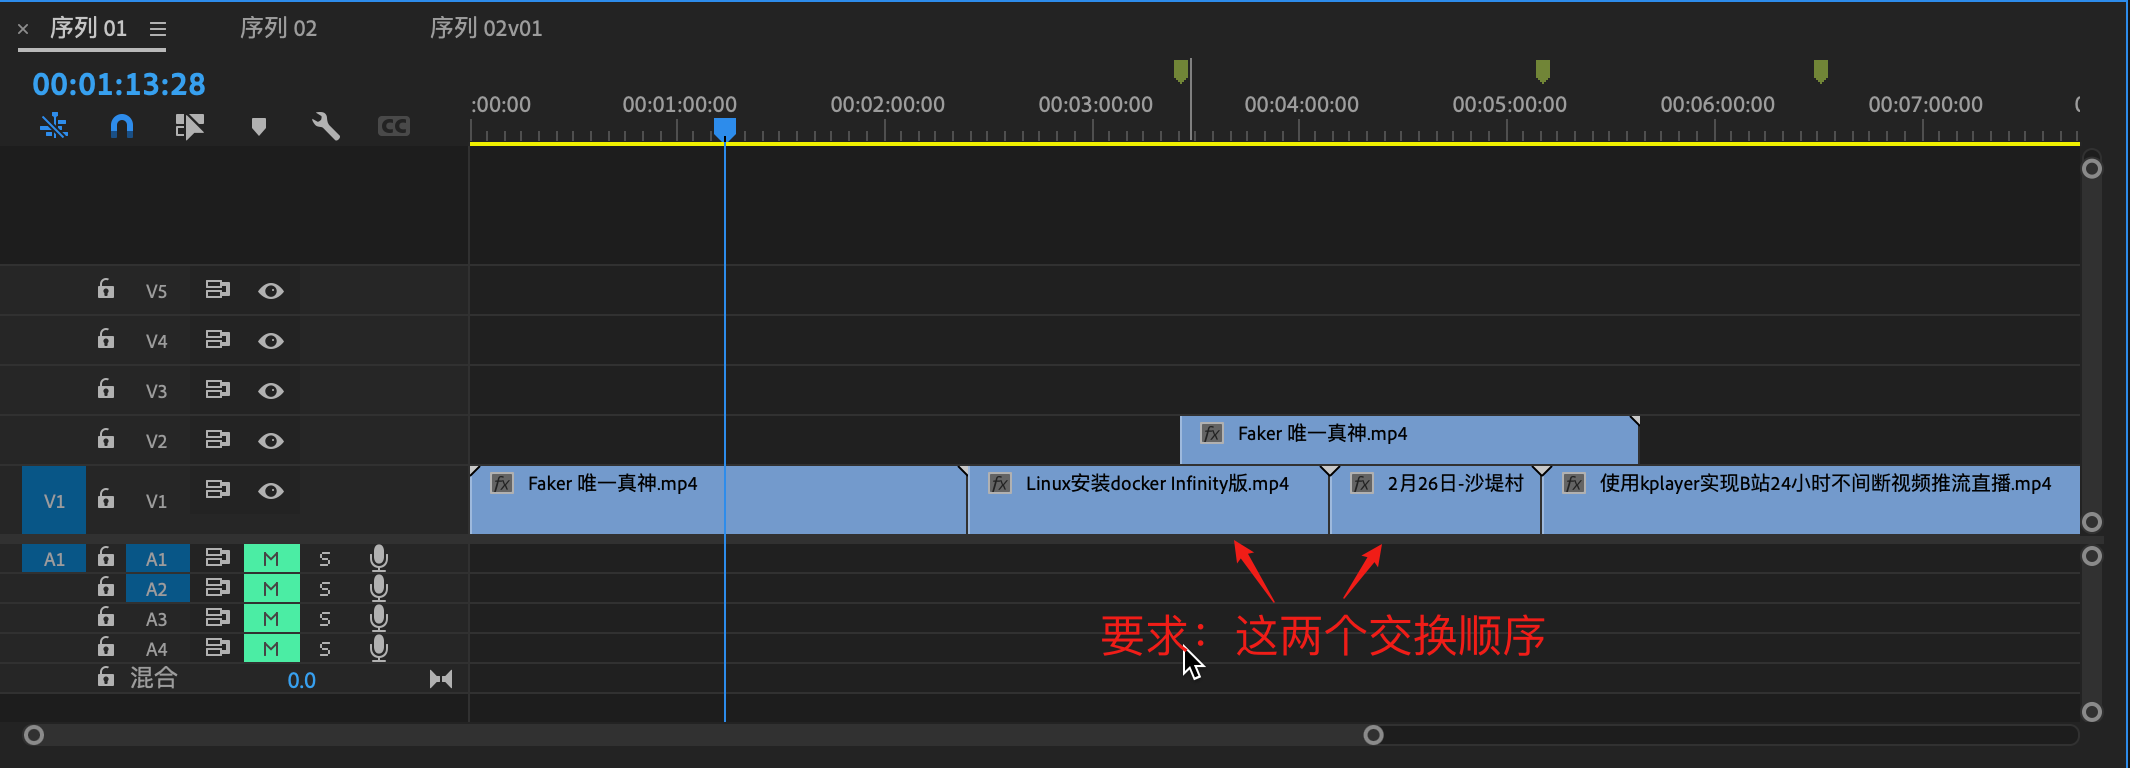 × 序列 01 序列 02 序列 02v01
00:01:13:28
:00:00 00:01:00:00 00:02:00:00 00:03:00:00 00:04:00:00 00:05:00:00 00:06:00:00 00:07:00:00
CC
V5
V4
V3
V2 fx Faker 唯一真神.mp4
V1 V1 fx Faker 唯一真神.mp4 fx Linux安装docker Infinity版.mp4 fx 2月26日-沙堤村 fx 使用kplayer实现B站24小时不间断视频推流直播.mp4
A1 A1 M S
A2 M S
A3 M S
A4 M S
要求：这两个交换顺序
混合 0.0